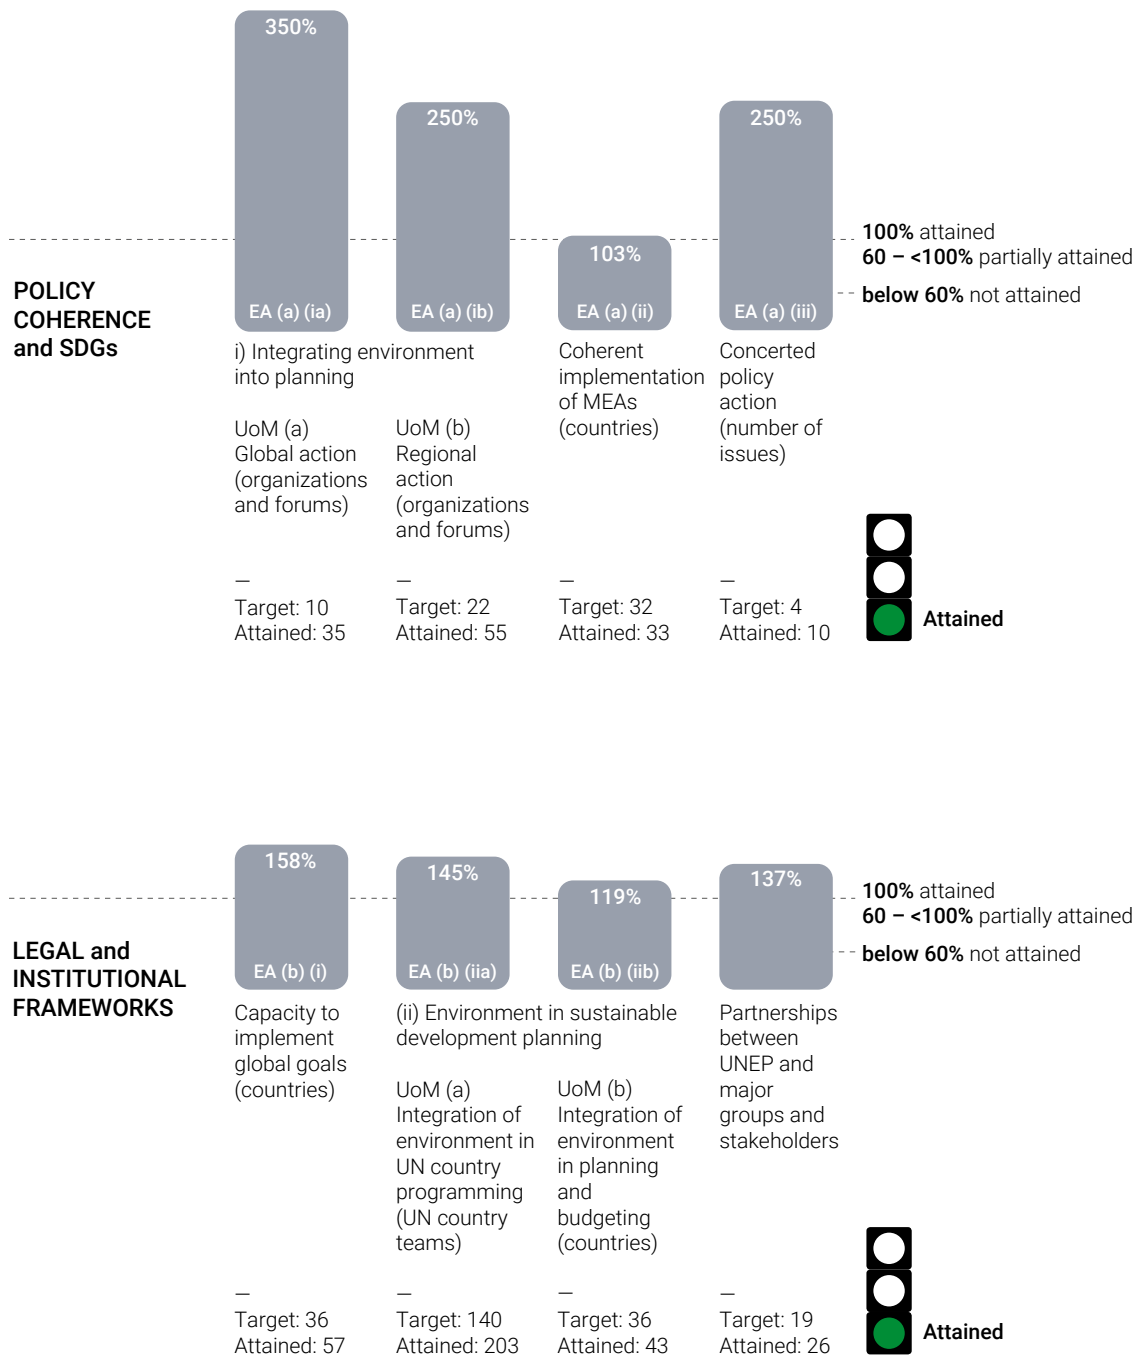 350%
250%
250%
103%
100% attained
60 – <100% partially attained
below 60% not attained
POLICY
COHERENCE
and SDGs
EA (a) (ia)
EA (a) (ib)
EA (a) (ii)
EA (a) (iii)
i) Integrating environment
into planning
UoM (a)
Global action
(organizations
and forums)
UoM (b)
Regional
action
(organizations
and forums)
Coherent
implementation
of MEAs
(countries)
Concerted
policy
action
(number of
issues)
—
Target: 10
Attained: 35
—
Target: 22
Attained: 55
—
Target: 32
Attained: 33
—
Target: 4
Attained: 10
Attained
158%
145%
119%
137%
100% attained
60 – <100% partially attained
below 60% not attained
LEGAL and
INSTITUTIONAL
FRAMEWORKS
EA (b) (i)
EA (b) (iia)
EA (b) (iib)
Capacity to
implement
global goals
(countries)
(ii) Environment in sustainable
development planning
UoM (a)
Integration of
environment in
UN country
programming
(UN country
teams)
UoM (b)
Integration of
environment
in planning
and
budgeting
(countries)
Partnerships
between
UNEP and
major
groups and
stakeholders
—
Target: 36
Attained: 57
—
Target: 140
Attained: 203
—
Target: 36
Attained: 43
—
Target: 19
Attained: 26
Attained